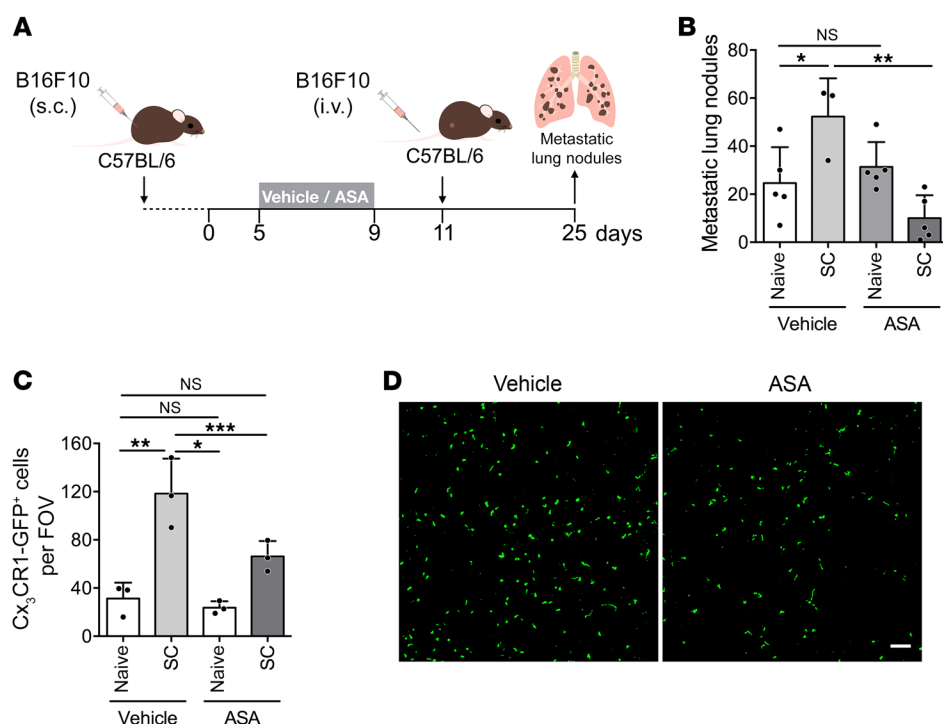 A
B16F10
(s.c.)
C57BL/6
B16F10
(i.v.)
C57BL/6
Metastatic
lung nodules
Vehicle / ASA
0 5 9 11 25 days
B
Metastatic lung nodules
80
60
40
20
0
NS
* **
Naive SC Naive SC
Vehicle ASA
C
Cx3CR1-GFP+ cells
per FOV
160
120
80
40
0
NS
NS
***
** *
Naive SC Naive SC
Vehicle ASA
D
Vehicle ASA